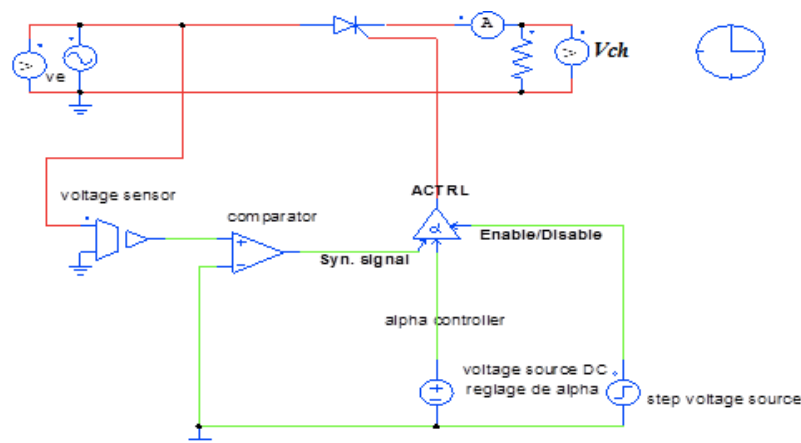 A
V
ve
V
Vch
voltage sensor
comparator
ACTRL
α
Enable/Disable
Syn. signal
alpha controller
voltage source DC
reglage de alpha
step voltage source